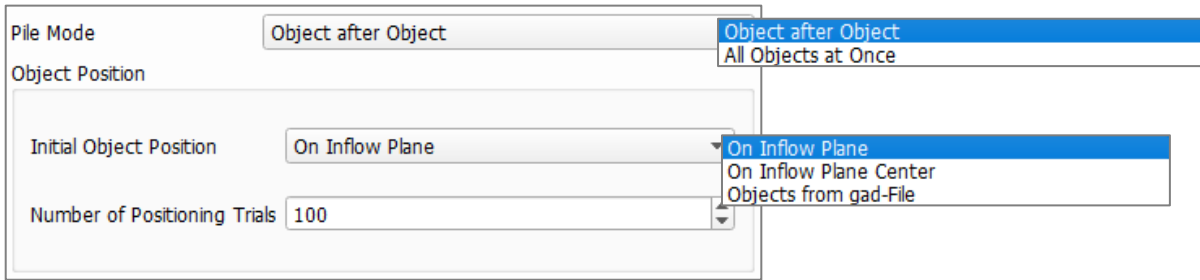 Pile Mode Object after Object Object after Object
All Objects at Once
Object Position
Initial Object Position On Inflow Plane On Inflow Plane
On Inflow Plane Center
Objects from gad-File
Number of Positioning Trials 100